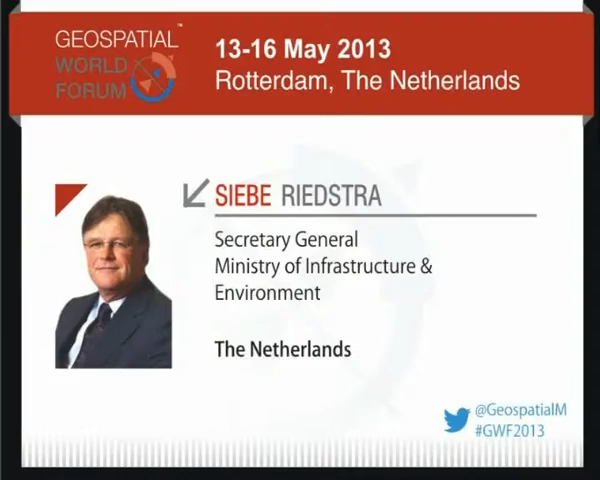 GEOSPATIAL™
WORLD
FORUM
13-16 May 2013
Rotterdam, The Netherlands
SIEBE RIEDSTRA
Secretary General
Ministry of Infrastructure &
Environment
The Netherlands
@GeospatialM
#GWF2013